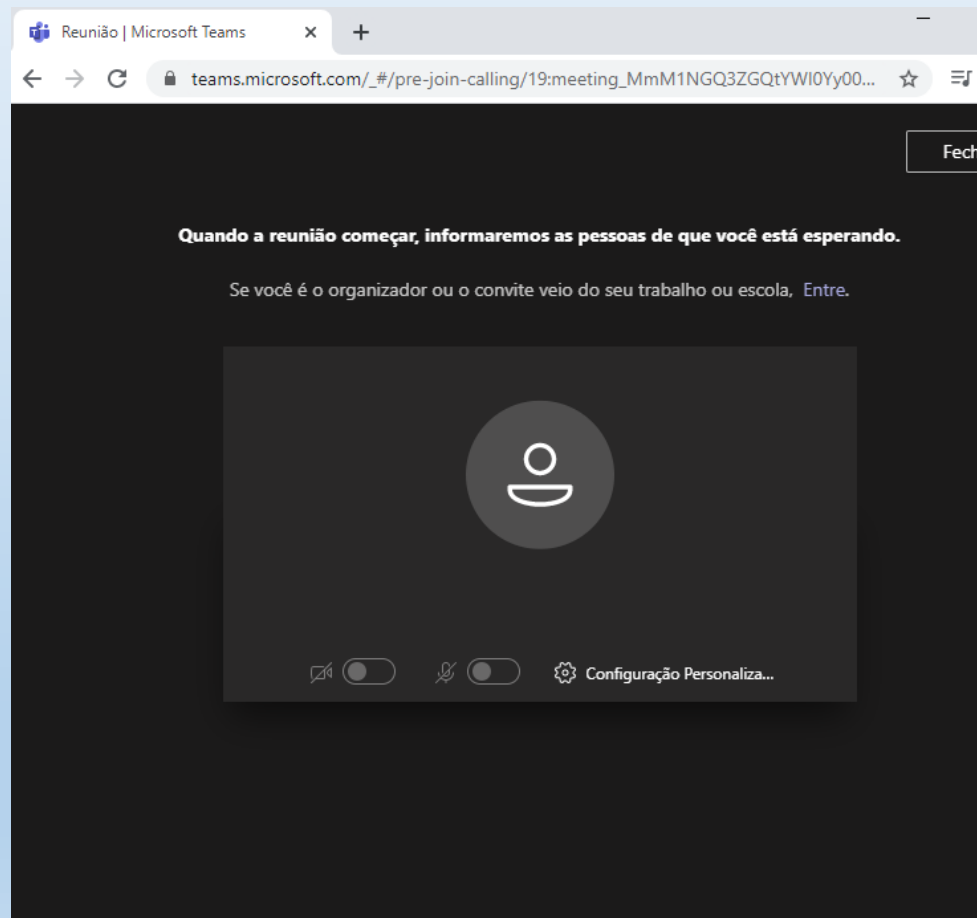 Reunião | Microsoft Teams
teams.microsoft.com/_#/pre-join-calling/19:meeting_MmM1NGQ3ZGQtYWI0Yy00...
Fech
Quando a reunião começar, informaremos as pessoas de que você está esperando.
Se você é o organizador ou o convite veio do seu trabalho ou escola, Entre.
Configuração Personaliza...